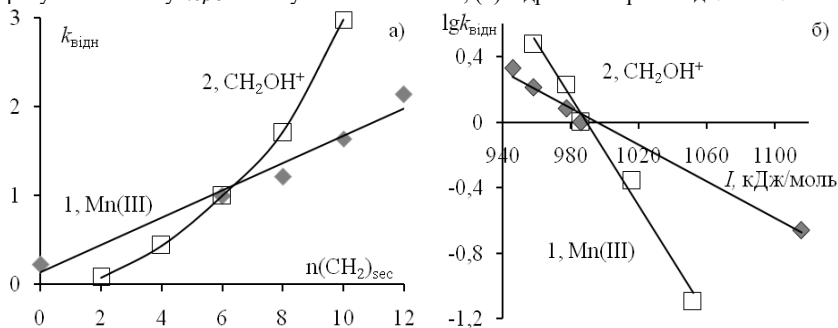 k відн
а)
3
2
1
0
2, CH₂OH⁺
1, Mn(III)
n(CH₂)sec
0 2 4 6 8 10 12
lgk відн
б)
0,4
0
-0,4
-0,8
-1,2
2, CH₂OH⁺
940 980 1020 1060 1100
I, кДж/моль
1, Mn(III)